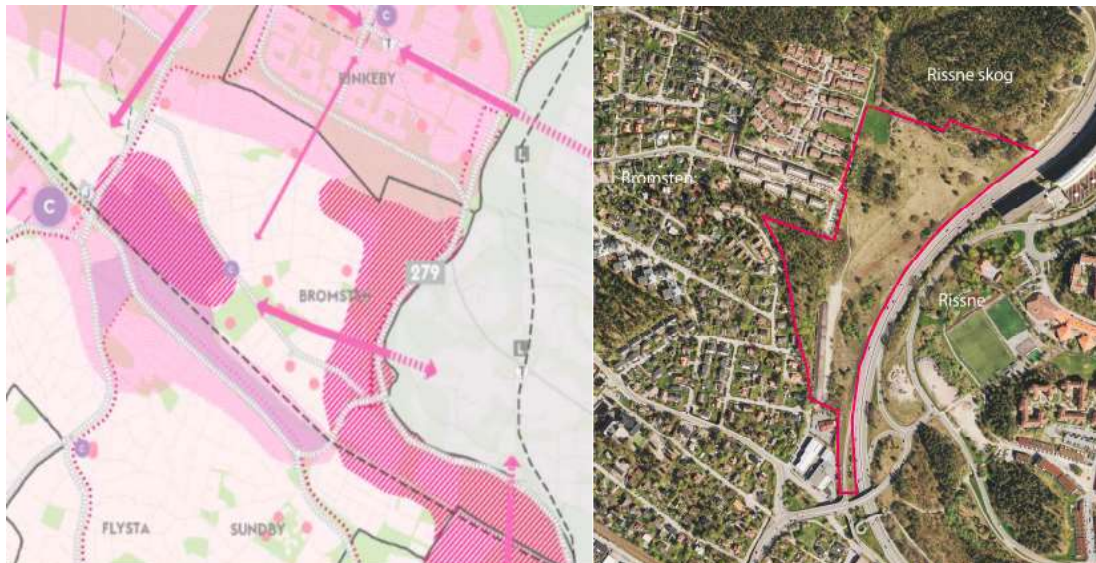 C
T
RINKEBY
L
C
C
279
BROMSTEN
L
C
FLYSTA
SUNDBY
Rissne skog
Bromsten
Rissne